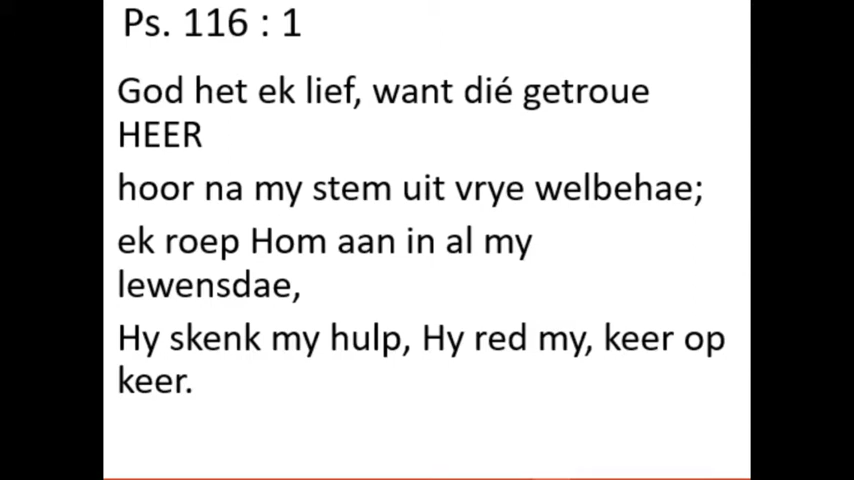 Ps. 116 : 1
God het ek lief, want dié getroue
HEER
hoor na my stem uit vrye welbehae;
ek roep Hom aan in al my
lewensdae,
Hy skenk my hulp, Hy red my, keer op
keer.